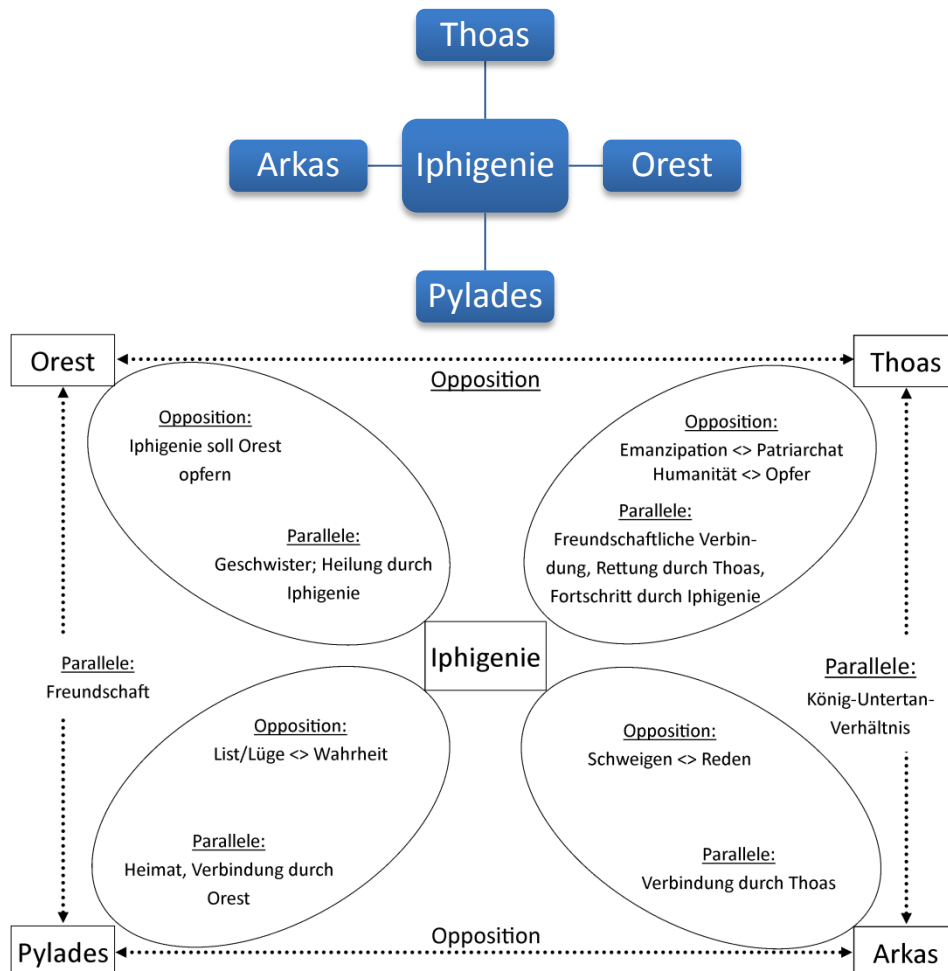 Thoas
Arkas
Iphigenie
Orest
Pylades
Orest
Opposition
Thoas
Opposition:
Iphigenie soll Orest
opfern
Parallele:
Geschwister; Heilung durch
Iphigenie
Opposition:
Emanzipation <> Patriarchat
Humanität <> Opfer
Parallele:
Freundschaftliche Verbin-
dung, Rettung durch Thoas,
Fortschritt durch Iphigenie
Parallele:
Freundschaft
Iphigenie
Parallele:
König-Untertan-
Verhältnis
Opposition:
List/Lüge <> Wahrheit
Parallele:
Heimat, Verbindung durch
Orest
Opposition:
Schweigen <> Reden
Parallele:
Verbindung durch Thoas
Pylades
Opposition
Arkas